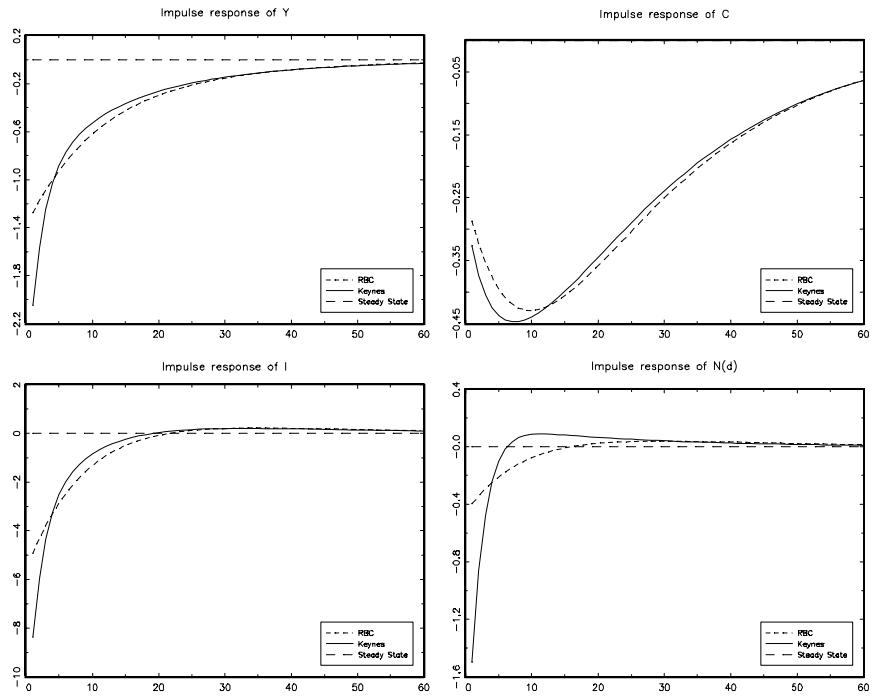 Impulse response of Y
0.2
-0.2
-0.6
-1.0
-1.4
-1.8
-2.2
0 10 20 30 40 50 60
RBC
Keynes
Steady State
Impulse response of C
-0.05
-0.15
-0.25
-0.35
-0.45
0 10 20 30 40 50 60
RBC
Keynes
Steady State
Impulse response of I
2
0
-2
-4
-6
-8
-10
0 10 20 30 40 50 60
RBC
Keynes
Steady State
Impulse response of N(d)
0.4
-0.0
-0.4
-0.8
-1.2
-1.6
0 10 20 30 40 50 60
RBC
Keynes
Steady State